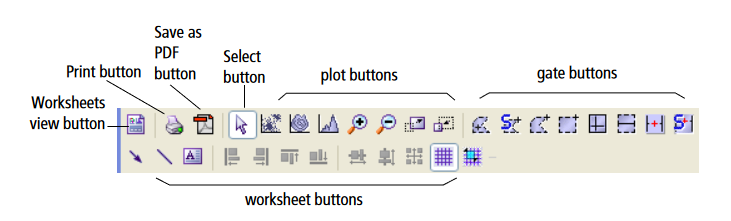 Save as
PDF
button
Select
button
Print button
plot buttons
gate buttons
Worksheets
view button
worksheet buttons